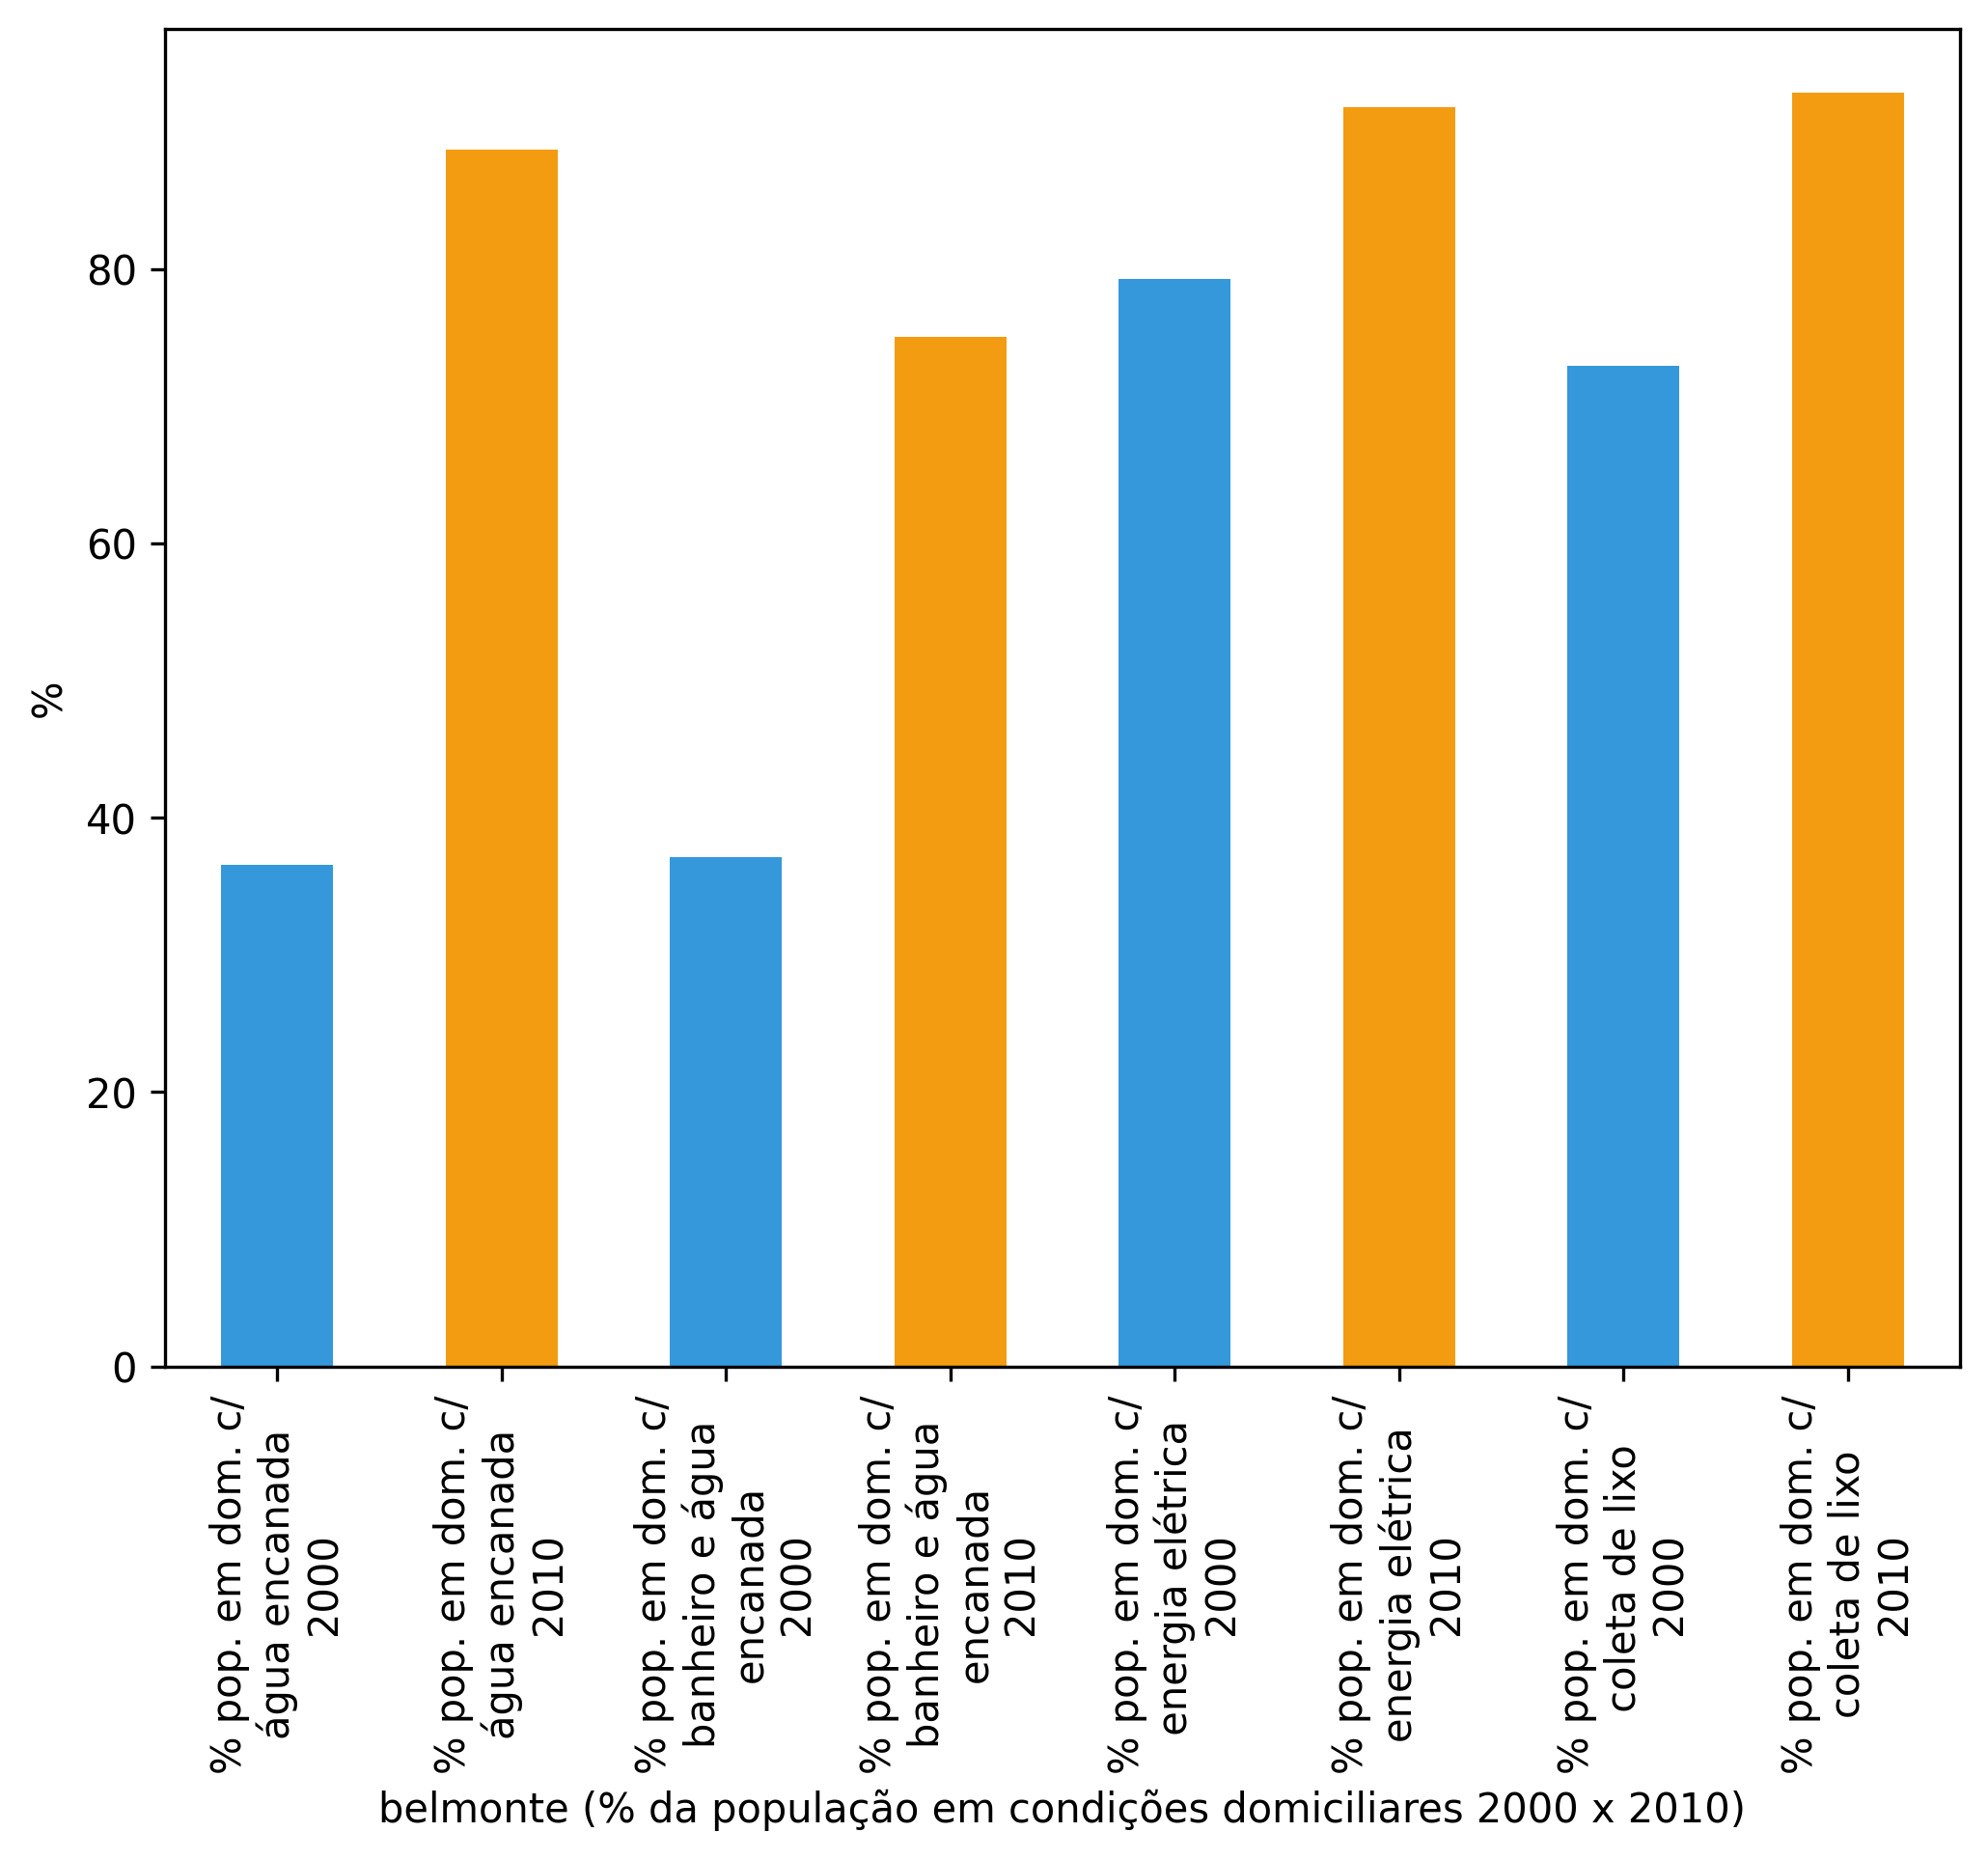 %
80
60
40
20
0
% pop. em dom. c/
água encanada
2000
% pop. em dom. c/
água encanada
2010
% pop. em dom. c/
banheiro e água
encanada
2000
% pop. em dom. c/
banheiro e água
encanada
2010
% pop. em dom. c/
energia elétrica
2000
% pop. em dom. c/
energia elétrica
2010
% pop. em dom. c/
coleta de lixo
2000
% pop. em dom. c/
coleta de lixo
2010
belmonte (% da população em condições domiciliares 2000 x 2010)